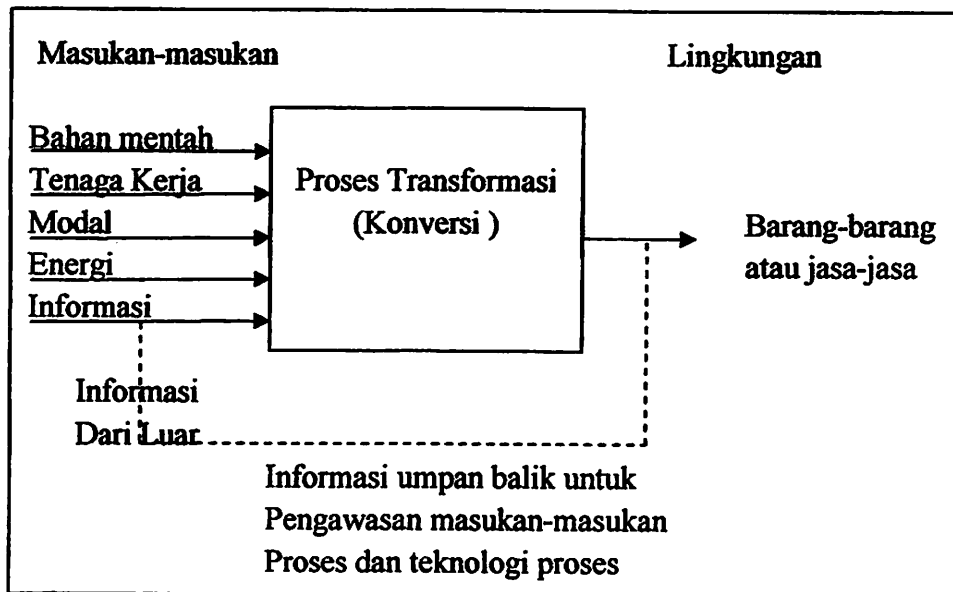 Masukan-masukan
Lingkungan
Bahan mentah
Tenaga Kerja
Modal
Energi
Informasi
Proses Transformasi
(Konversi )
Barang-barang
atau jasa-jasa
Informasi
Dari Luar
Informasi umpan balik untuk
Pengawasan masukan-masukan
Proses dan teknologi proses